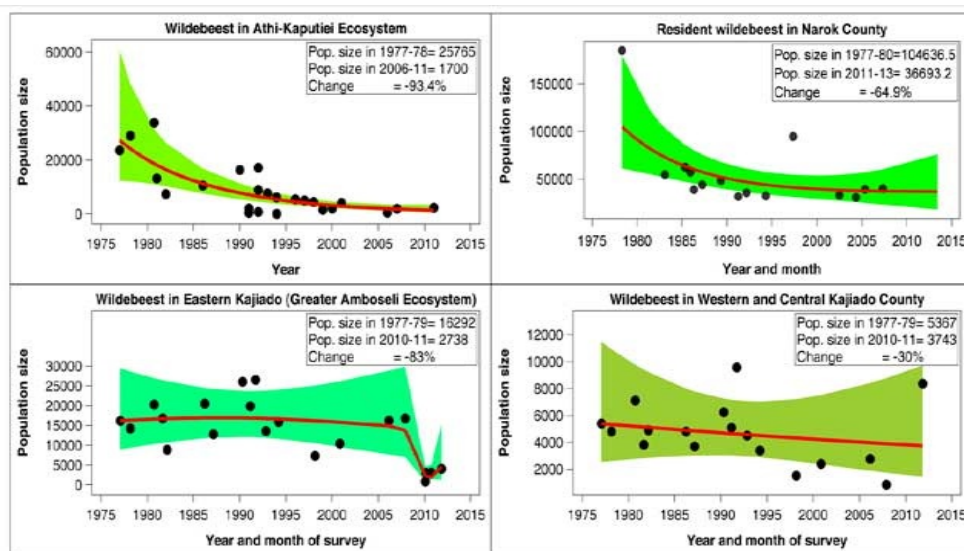 Wildebeest in Athi-Kaputiei Ecosystem
Pop. size in 1977-78= 25765
Pop. size in 2006-11= 1700
Change = -93.4%
Population size
60000
40000
20000
0
1975 1980 1985 1990 1995 2000 2005 2010 2015
Year
Resident wildebeest in Narok County
Pop. size in 1977-80=104636.5
Pop. size in 2011-13= 36693.2
Change = -64.9%
Population size
150000
100000
50000
1975 1980 1985 1990 1995 2000 2005 2010 2015
Year and month
Wildebeest in Eastern Kajiado (Greater Amboseli Ecosystem)
Pop. size in 1977-79= 16292
Pop. size in 2010-11= 2738
Change = -83%
Population size
30000
25000
20000
15000
10000
5000
0
1975 1980 1985 1990 1995 2000 2005 2010 2015
Year and month of survey
Wildebeest in Western and Central Kajiado County
Pop. size in 1977-79= 5367
Pop. size in 2010-11= 3743
Change = -30%
Population size
12000
10000
8000
6000
4000
2000
1975 1980 1985 1990 1995 2000 2005 2010 2015
Year and month of survey